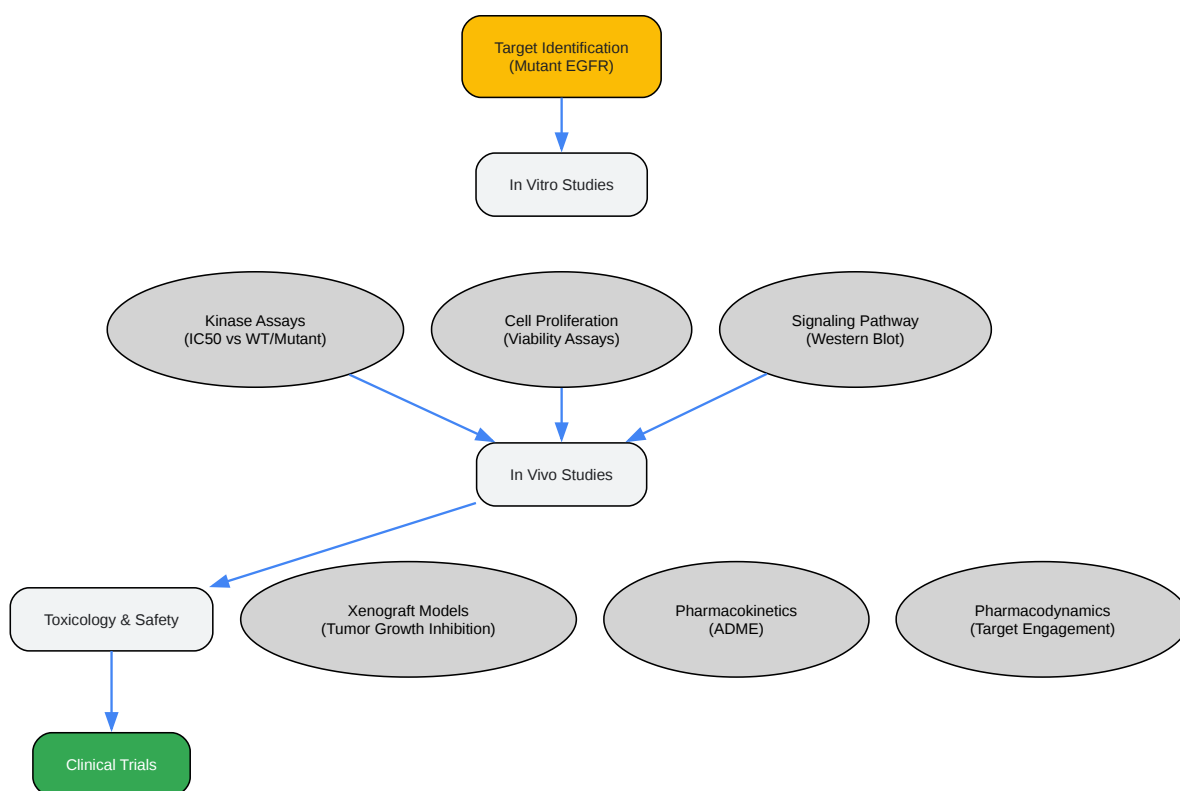 Target Identification
(Mutant EGFR)
In Vitro Studies
Kinase Assays
(IC50 vs WT/Mutant)
Cell Proliferation
(Viability Assays)
Signaling Pathway
(Western Blot)
In Vivo Studies
Toxicology & Safety
Xenograft Models
(Tumor Growth Inhibition)
Pharmacokinetics
(ADME)
Pharmacodynamics
(Target Engagement)
Clinical Trials